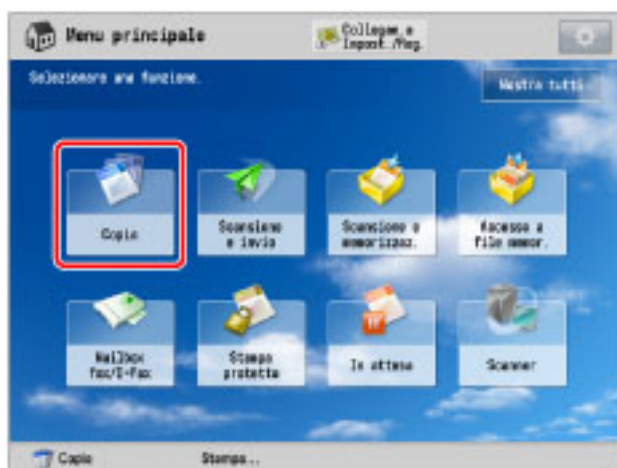 Menu principale
Collegam. a
Impost./Reg.
Selezionare una funzione.
Mostra tutti
Copia
Scansione
e invio
Scansione e
memorizzaz.
Accesso a
file memor.
Mailbox
fax/I-Fax
Stampa
protetta
In attesa
Scanner
Copia
Stampa...